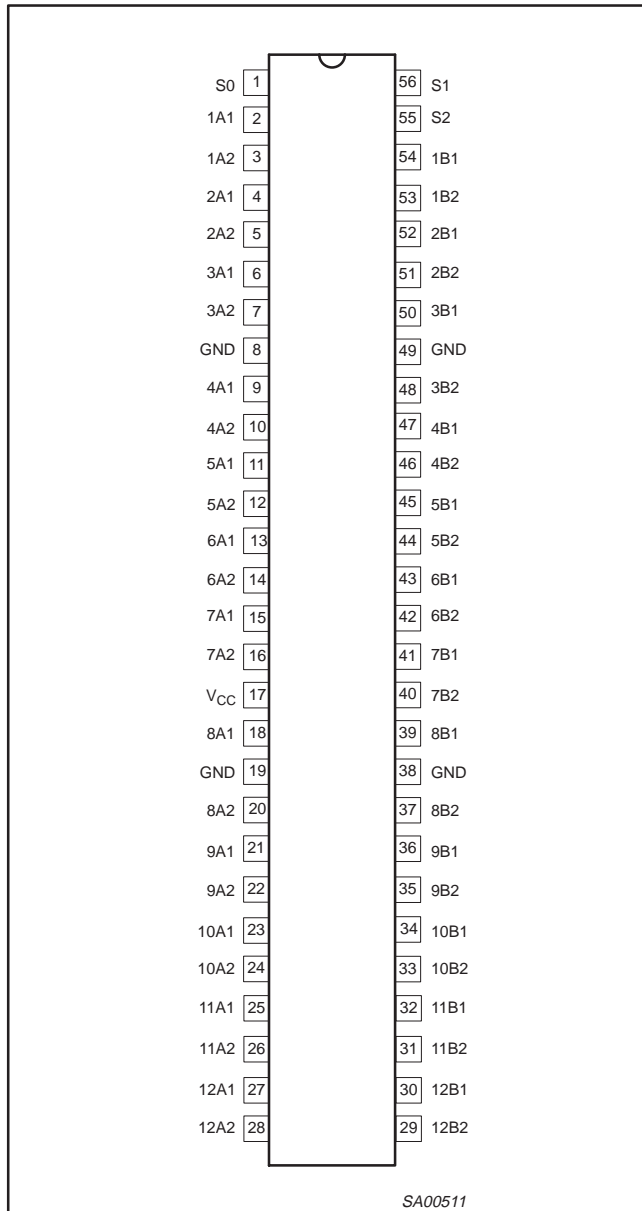 S0 1 56 S1
1A1 2 55 S2
1A2 3 54 1B1
2A1 4 53 1B2
2A2 5 52 2B1
3A1 6 51 2B2
3A2 7 50 3B1
GND 8 49 GND
4A1 9 48 3B2
4A2 10 47 4B1
5A1 11 46 4B2
5A2 12 45 5B1
6A1 13 44 5B2
6A2 14 43 6B1
7A1 15 42 6B2
7A2 16 41 7B1
VCC 17 40 7B2
8A1 18 39 8B1
GND 19 38 GND
8A2 20 37 8B2
9A1 21 36 9B1
9A2 22 35 9B2
10A1 23 34 10B1
10A2 24 33 10B2
11A1 25 32 11B1
11A2 26 31 11B2
12A1 27 30 12B1
12A2 28 29 12B2
SA00511